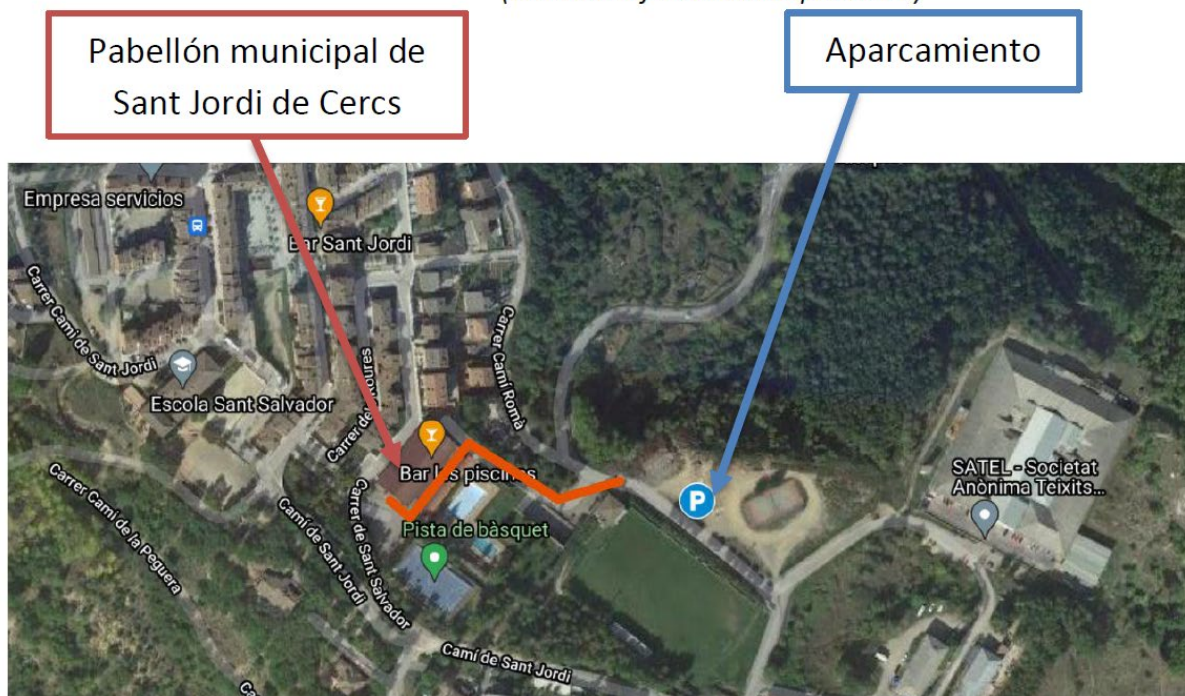 Pabellón municipal de
Sant Jordi de Cercs
Aparcamiento
Empresa servicios
Bar Sant Jordi
Carrer Camí de Sant Jordi
Escola Sant Salvador
Carrer Camí Romà
Bar les piscines
SATEL - Societat
Anònima Teixits...
P
Pista de bàsquet
Carrer de Sant Salvador
Camí de Sant Jordi
Carrer Camí de la Peguera
Camí de Sant Jordi